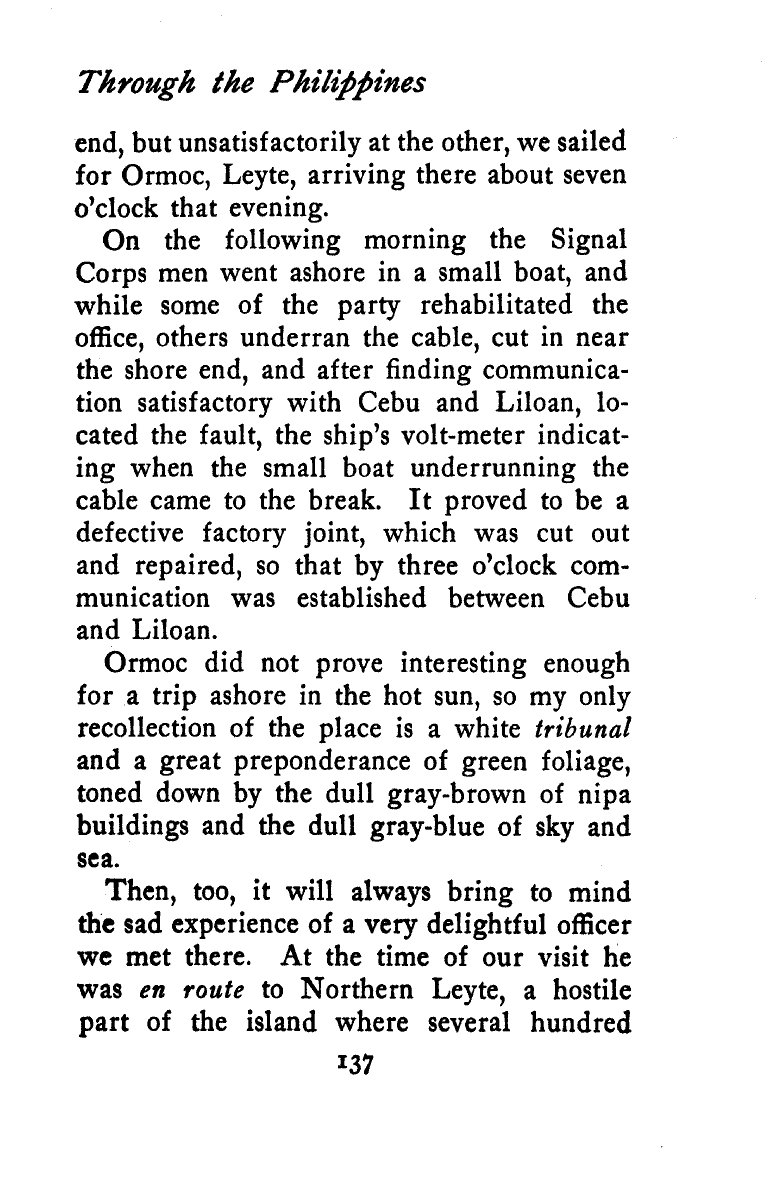 Through the Philippines
end, but unsatisfactorily at the other, we sailed
for Ormoc, Leyte, arriving there about seven
o'clock that evening.
On the following morning the Signal
Corps men went ashore in a small boat, and
while some of the party rehabilitated the
office, others underran the cable, cut in near
the shore end, and after finding communica-
tion satisfactory with Cebu and Liloan, lo-
cated the fault, the ship's volt-meter indicat-
ing when the small boat underrunning the
cable came to the break. It proved to be a
defective factory joint, which was cut out
and repaired, so that by three o'clock com-
munication was established between Cebu
and Liloan.
Ormoc did not prove interesting enough
for a trip ashore in the hot sun, so my only
recollection of the place is a white tribunal
and a great preponderance of green foliage,
toned down by the dull gray-brown of nipa
buildings and the dull gray-blue of sky and
sea.
Then, too, it will always bring to mind
the sad experience of a very delightful officer
we met there. At the time of our visit he
was en route to Northern Leyte, a hostile
part of the island where several hundred
137